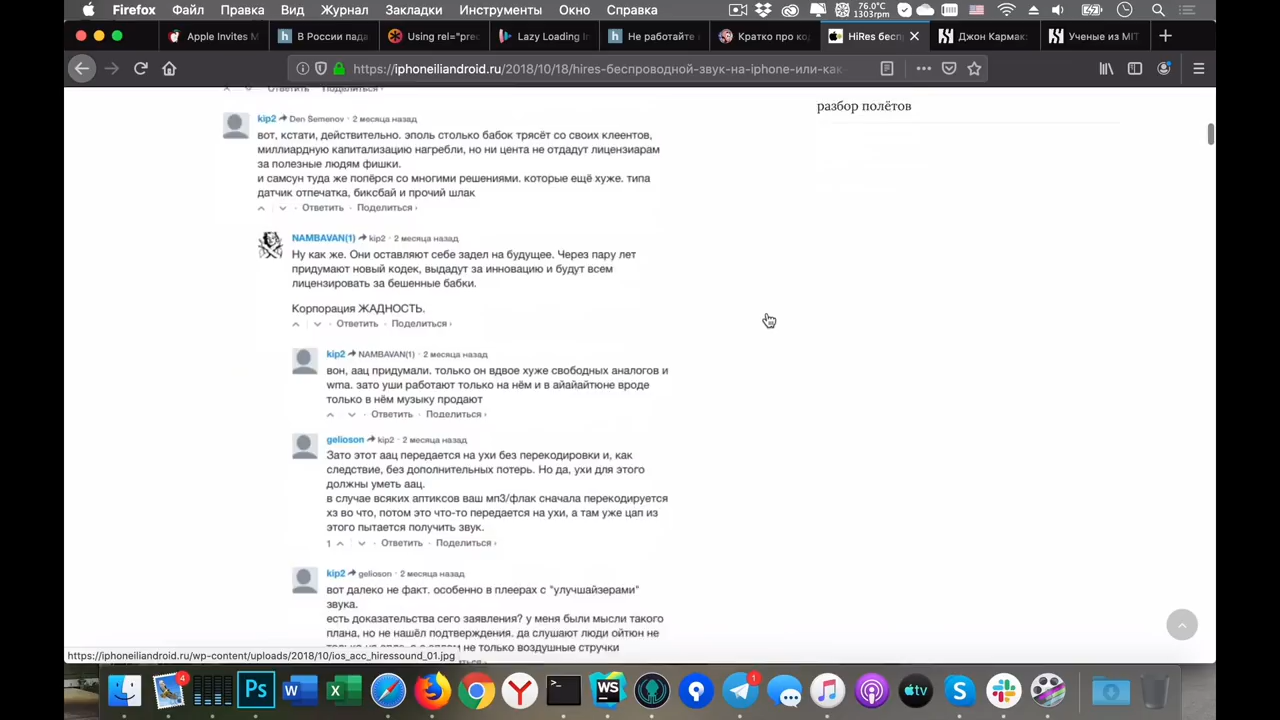 Firefox Файл Правка Вид Журнал Закладки Инструменты Окно Справка 76.0°C 1303rpm
Apple Invites M
В России пада
Using rel="prec
Lazy Loading In
Не работайте в
Кратко про ко
HiRes бесп
Джон Кармак
Ученые из MIT
https://iphoneiliandroid.ru/2018/10/18/hires-беспроводной-звук-на-iphone-или-как-
Ответить Поделиться ›
разбор полётов
kip2 Den Semenov · 2 месяца назад
вот, кстати, действительно. эполь столько бабок трясёт со своих клеентов,
миллиардную капитализацию нагребли, но ни цента не отдадут лицензиарам
за полезные людям фишки.
и самсун туда же попёрся со многими решениями. которые ещё хуже. типа
датчик отпечатка, биксбай и прочий шлак
Ответить · Поделиться ›
NAMBAVAN(1) kip2 · 2 месяца назад
Ну как же. Они оставляют себе задел на будущее. Через пару лет
придумают новый кодек, выдадут за инновацию и будут всем
лицензировать за бешенные бабки.
Корпорация ЖАДНОСТЬ.
Ответить · Поделиться ›
kip2 NAMBAVAN(1) · 2 месяца назад
вон, аац придумали. только он вдвое хуже свободных аналогов и
wma. зато уши работают только на нём и в айайайтюне вроде
только в нём музыку продают
Ответить · Поделиться ›
gelioson kip2 · 2 месяца назад
Зато этот аац передается на ухи без перекодировки и, как
следствие, без дополнительных потерь. Но да, ухи для этого
должны уметь аац.
в случае всяких аптиксов ваш мп3/флак сначала перекодируется
хз во что, потом это что-то передается на ухи, а там уже цап из
этого пытается получить звук.
1 Ответить · Поделиться ›
kip2 gelioson · 2 месяца назад
вот далеко не факт. особенно в плеерах с "улучшайзерами"
звука.
есть доказательства сего заявления? у меня были мысли такого
плана, но не нашёл подтверждения. да слушают люди ойтюн не
не только воздушные стручки
https://iphoneiliandroid.ru/wp-content/uploads/2018/10/ios_acc_hiressound_01.jpg
4 Ps W X Y WS 1 tv S